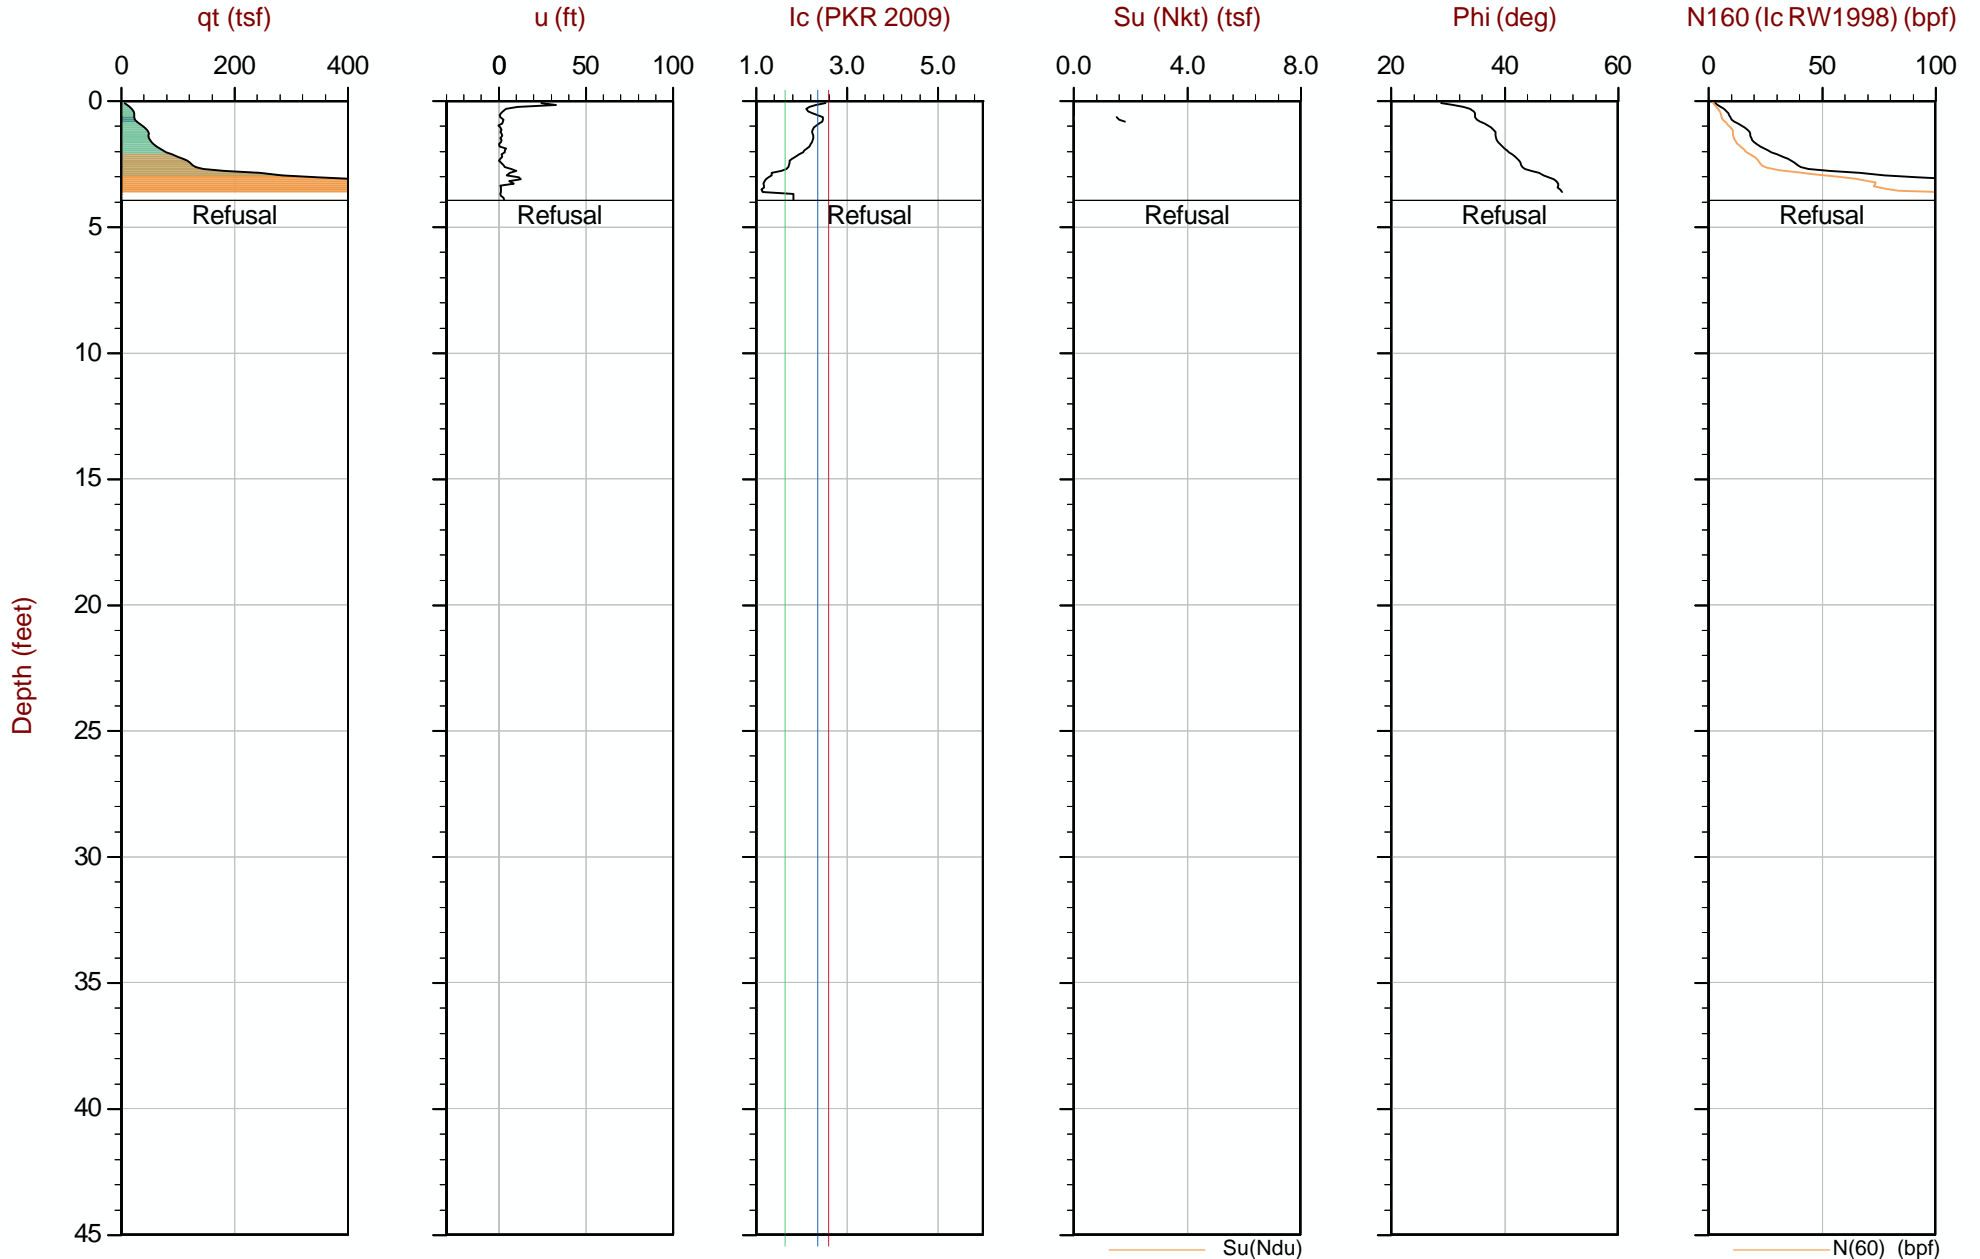 qt (tsf) u (ft) Ic (PKR 2009) Su (Nkt) (tsf) Phi (deg) N160 (Ic RW1998) (bpf)
0 200 400 0 50 100 1.0 3.0 5.0 0.0 4.0 8.0 20 40 60 0 50 100
0
Refusal Refusal Refusal Refusal Refusal Refusal
5
10
15
20
Depth (feet)
25
30
35
40
45
Su(Ndu) N(60) (bpf)